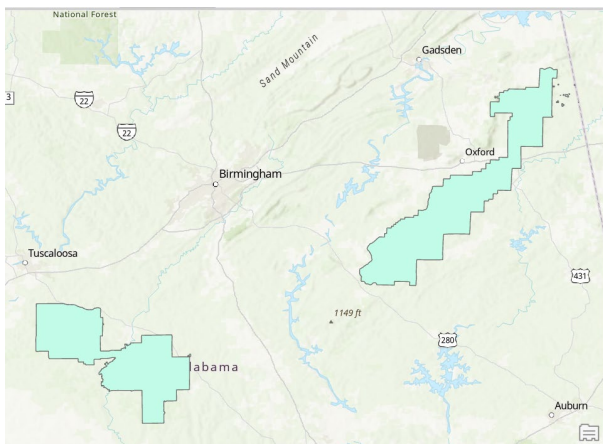 National Forest
Sand Mountain
Gadsden
3
22
22
Oxford
Birmingham
Tuscaloosa
431
1149 ft
280
labama
Auburn